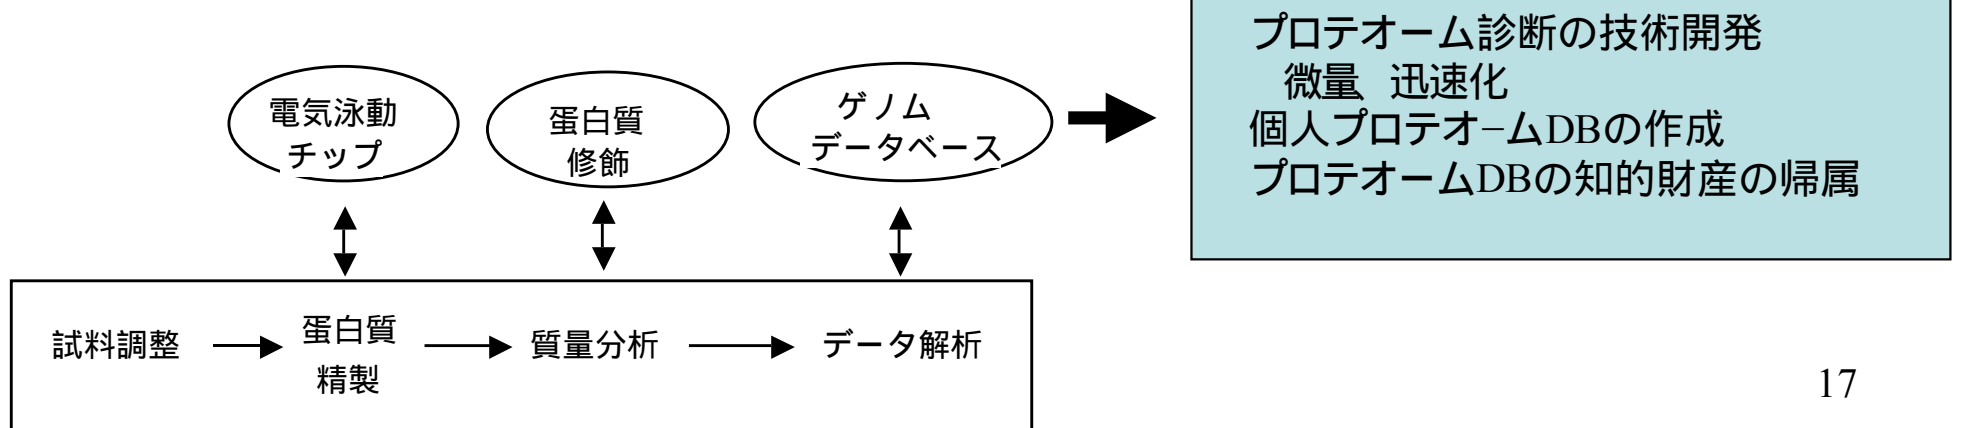 プロテオーム診断の技術開発
微量、迅速化
個人プロテオ−ムDBの作成
プロテオームDBの知的財産の帰属
電気泳動
チップ
蛋白質
修飾
ゲノム
データベース
試料調整
蛋白質
精製
質量分析
データ解析
17